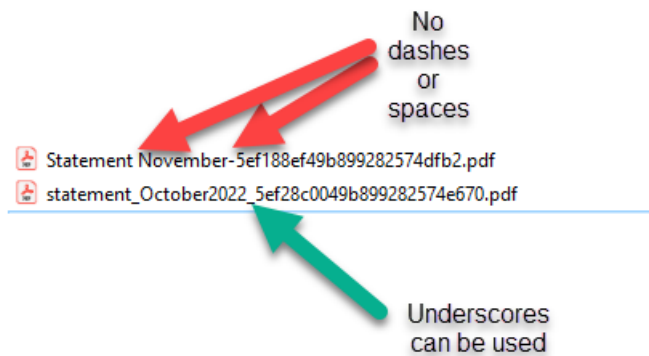 No
dashes
or
spaces
Statement November-5ef188ef49b899282574dfb2.pdf
statement_October2022_5ef28c0049b899282574e670.pdf
Underscores
can be used